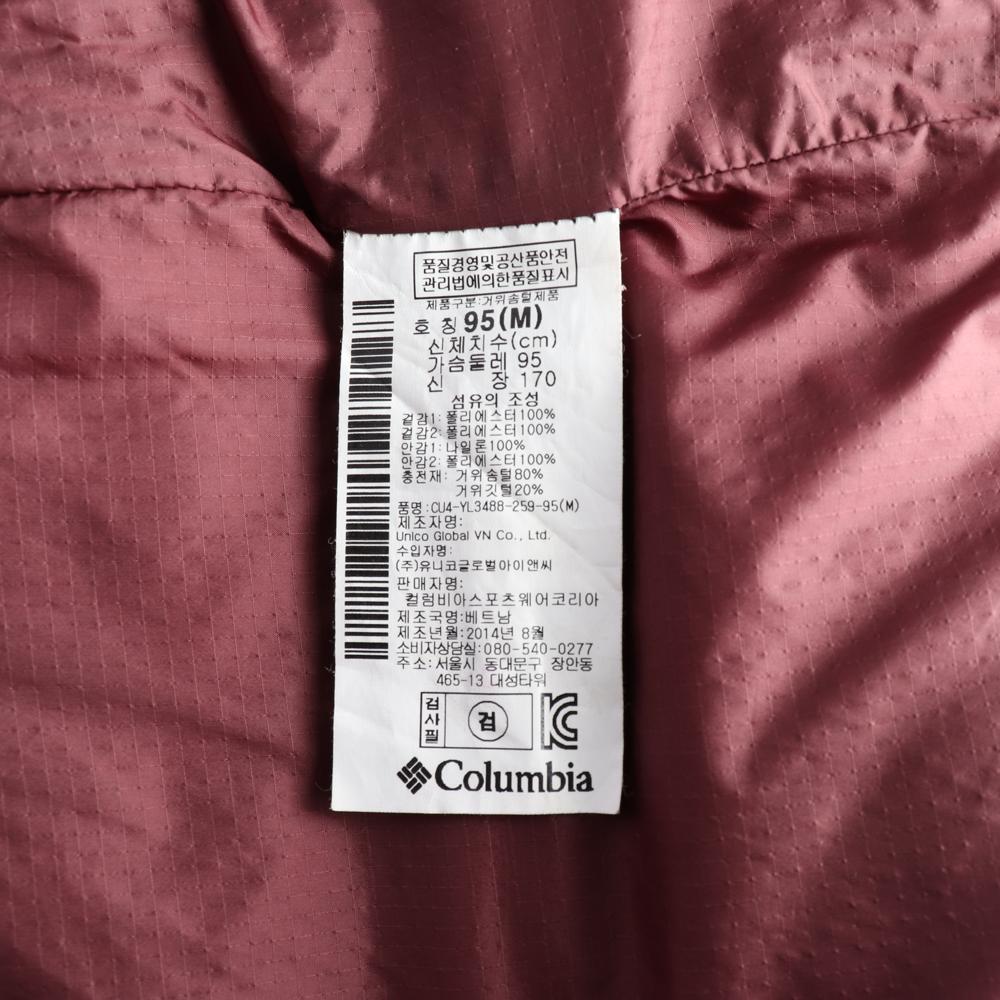 품질경영및공산품안전
관리법에의한품질표시
제품구분:거위솜털제품
호 칭 95(M)
신체치수(cm)
가슴둘레 95
신 장 170
섬유의 조성
겉감1: 폴리에스터100%
겉감2: 폴리에스터100%
안감1: 나일론100%
안감2: 폴리에스터100%
충전재: 거위솜털80%
거위깃털20%
품명:CU4-YL3488-259-95(M)
제조자명:
Unico Global VN Co., Ltd.
수입자명:
(주)유니코글로벌아이앤씨
판매자명:
컬럼비아스포츠웨어코리아
제조국명:베트남
제조년월:2014년 8월
소비자상담실:080-540-0277
주소:서울시 동대문구 장안동
465-13 대성타워
검사필 검 KC
Columbia